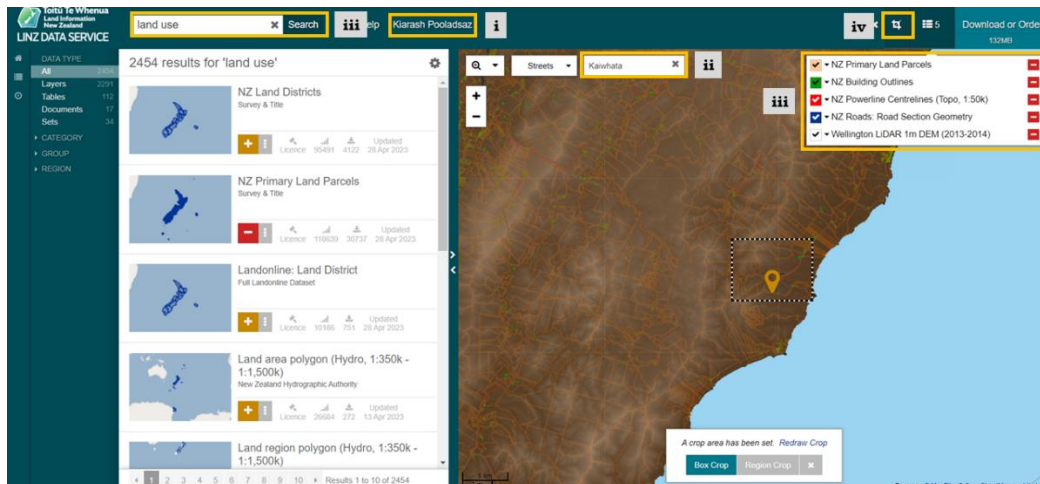 Toitū Te Whenua
Land Information
New Zealand
LINZ DATA SERVICE
land use
Search
iii
elp
Kiarash Pooladsaz
i
iv
5
Download or Orde
132MB
DATA TYPE
All 2454
Layers 2291
Tables 112
Documents 17
Sets 34
CATEGORY
GROUP
REGION
2454 results for 'land use'
NZ Land Districts
Survey & Title
Licence 95491 4122 Updated 28 Apr 2023
NZ Primary Land Parcels
Survey & Title
Licence 118639 30737 Updated 28 Apr 2023
Landonline: Land District
Full Landonline Dataset
Licence 10186 751 Updated 28 Apr 2023
Land area polygon (Hydro, 1:350k -
1:1,500k)
New Zealand Hydrographic Authority
Licence 26684 272 Updated 13 Apr 2023
Land region polygon (Hydro, 1:350k -
1:1,500k)
1 2 3 4 5 6 7 8 9 10 Results 1 to 10 of 2454
Streets
Kaiwhata
ii
iii
NZ Primary Land Parcels
NZ Building Outlines
NZ Powerline Centrelines (Topo, 1:50k)
NZ Roads: Road Section Geometry
Wellington LiDAR 1m DEM (2013-2014)
A crop area has been set. Redraw Crop
Box Crop
Region Crop